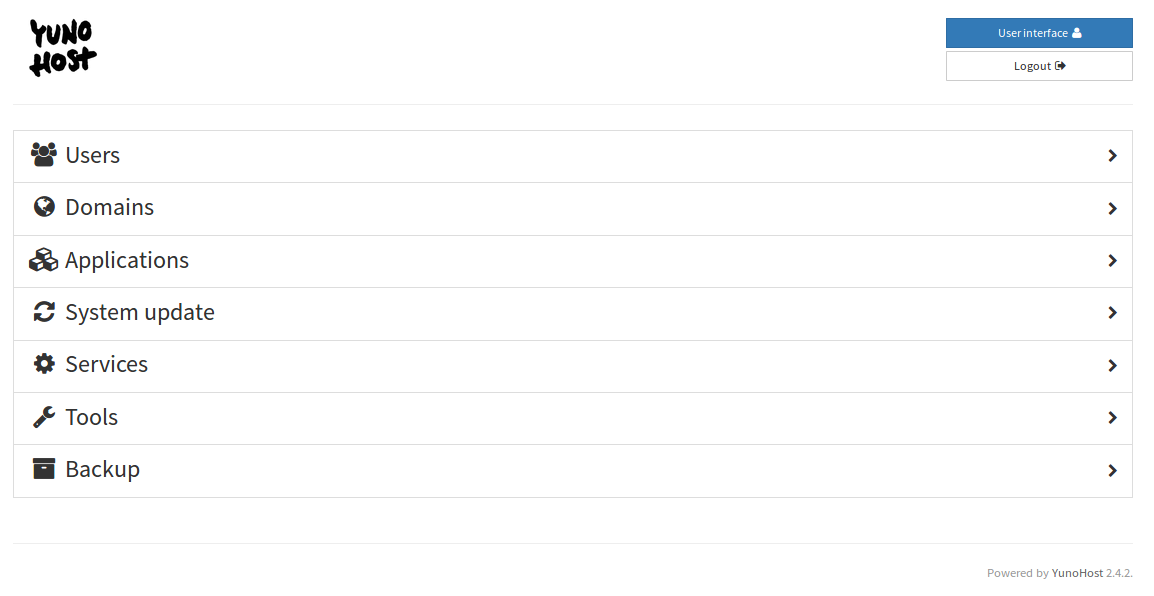 YUNO
HOST
User interface
Logout
Users
Domains
Applications
System update
Services
Tools
Backup
Powered by YunoHost 2.4.2.